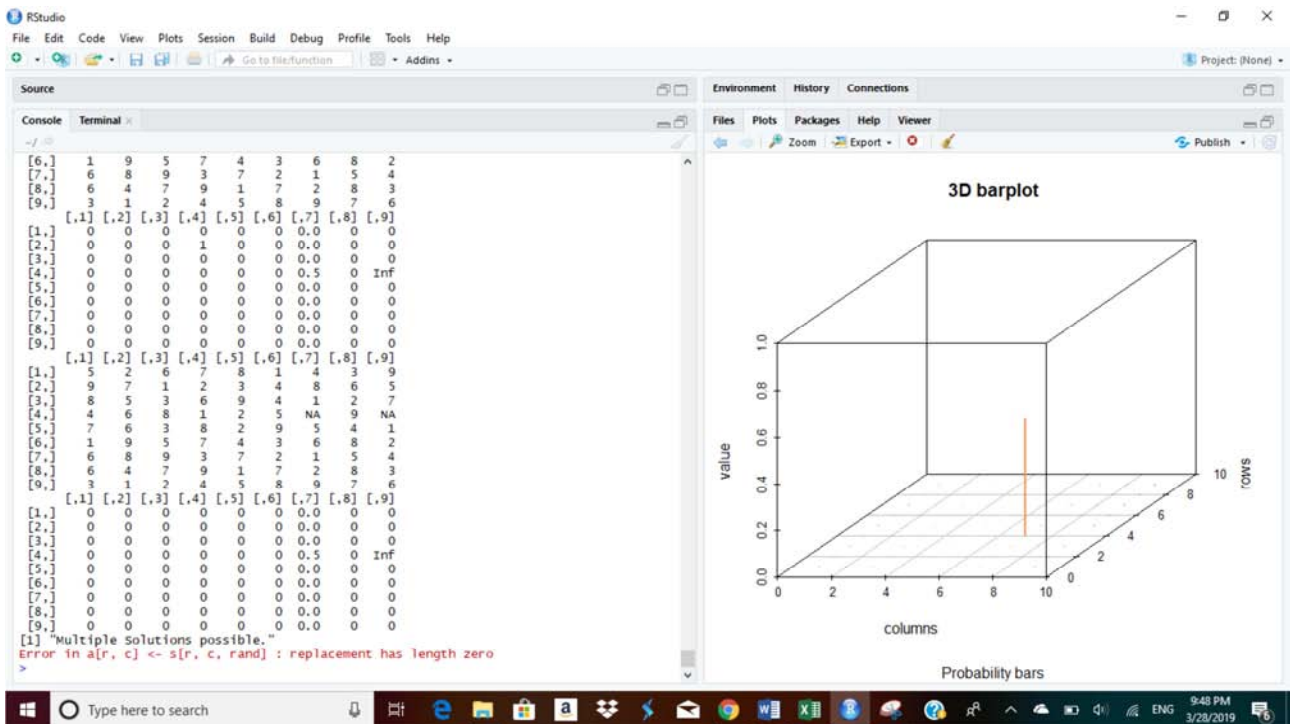 RStudio
File Edit Code View Plots Session Build Debug Profile Tools Help
Go to file/function Addins Project: (None)
Source
Console Terminal
~/
[6,] 1 9 5 7 4 3 6 8 2
[7,] 6 8 9 3 7 2 1 5 4
[8,] 6 4 7 9 1 7 2 8 3
[9,] 3 1 2 4 5 8 9 7 6
[,1] [,2] [,3] [,4] [,5] [,6] [,7] [,8] [,9]
[1,] 0 0 0 0 0 0 0.0 0 0
[2,] 0 0 0 1 0 0 0.0 0 0
[3,] 0 0 0 0 0 0 0.0 0 0
[4,] 0 0 0 0 0 0 0.5 0 Inf
[5,] 0 0 0 0 0 0 0.0 0 0
[6,] 0 0 0 0 0 0 0.0 0 0
[7,] 0 0 0 0 0 0 0.0 0 0
[8,] 0 0 0 0 0 0 0.0 0 0
[9,] 0 0 0 0 0 0 0.0 0 0
[,1] [,2] [,3] [,4] [,5] [,6] [,7] [,8] [,9]
[1,] 5 2 6 7 8 1 4 3 9
[2,] 9 7 1 2 3 4 8 6 5
[3,] 8 5 3 6 9 4 1 2 7
[4,] 4 6 8 1 2 5 NA 9 NA
[5,] 7 6 3 8 2 9 5 4 1
[6,] 1 9 5 7 4 3 6 8 2
[7,] 6 8 9 3 7 2 1 5 4
[8,] 6 4 7 9 1 7 2 8 3
[9,] 3 1 2 4 5 8 9 7 6
[,1] [,2] [,3] [,4] [,5] [,6] [,7] [,8] [,9]
[1,] 0 0 0 0 0 0 0.0 0 0
[2,] 0 0 0 0 0 0 0.0 0 0
[3,] 0 0 0 0 0 0 0.0 0 0
[4,] 0 0 0 0 0 0 0.5 0 Inf
[5,] 0 0 0 0 0 0 0.0 0 0
[6,] 0 0 0 0 0 0 0.0 0 0
[7,] 0 0 0 0 0 0 0.0 0 0
[8,] 0 0 0 0 0 0 0.0 0 0
[9,] 0 0 0 0 0 0 0.0 0 0
[1] "Multiple Solutions possible."
Error in a[r, c] <- s[r, c, rand] : replacement has length zero
>
Environment History Connections
Files Plots Packages Help Viewer
Zoom Export Publish
3D barplot
value
0.0 0.2 0.4 0.6 0.8 1.0
0 2 4 6 8 10
columns
0 2 4 6 8 10
rows
Probability bars
Type here to search
ENG
9:48 PM
3/28/2019